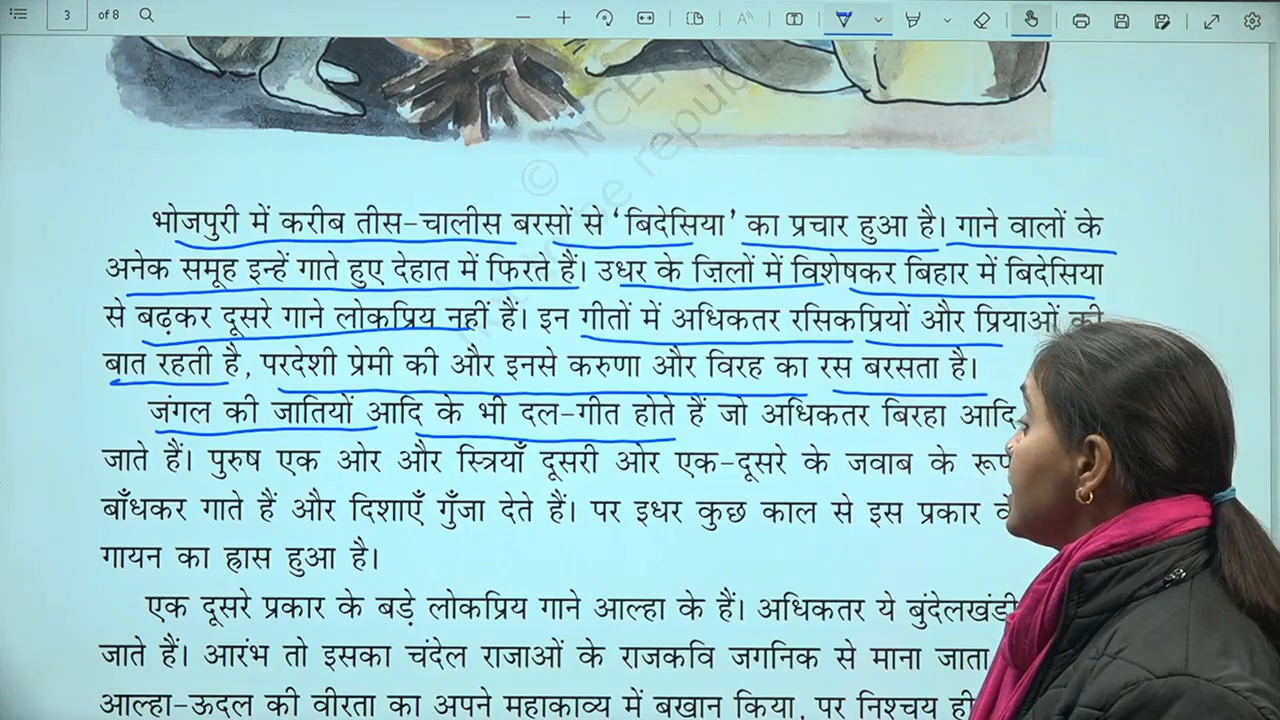 3 of 8
© NCE
e repub
भोजपुरी में करीब तीस-चालीस बरसों से 'बिदेसिया' का प्रचार हुआ है। गाने वालों के
अनेक समूह इन्हें गाते हुए देहात में फिरते हैं। उधर के ज़िलों में विशेषकर बिहार में बिदेसिया
से बढ़कर दूसरे गाने लोकप्रिय नहीं हैं। इन गीतों में अधिकतर रसिकप्रियों और प्रियाओं की
बात रहती है, परदेशी प्रेमी की और इनसे करुणा और विरह का रस बरसता है।
जंगल की जातियों आदि के भी दल-गीत होते हैं जो अधिकतर बिरहा आदि
जाते हैं। पुरुष एक ओर और स्त्रियाँ दूसरी ओर एक-दूसरे के जवाब के
बाँधकर गाते हैं और दिशाएँ गुँजा देते हैं। पर इधर कुछ काल से इस प्रकार
गायन का ह्रास हुआ है।
एक दूसरे प्रकार के बड़े लोकप्रिय गाने आल्हा के हैं। अधिकतर ये बुंदेलखंडी
जाते हैं। आरंभ तो इसका चंदेल राजाओं के राजकवि जगनिक से माना जाता
आल्हा-ऊदल की वीरता का अपने महाकाव्य में बखान किया, पर निश्चय ही